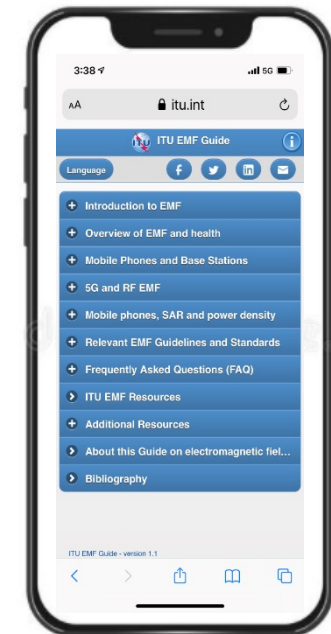 3:38
5G
AA itu.int
ITU EMF Guide
Language
Introduction to EMF
Overview of EMF and health
Mobile Phones and Base Stations
5G and RF EMF
Mobile phones, SAR and power density
Relevant EMF Guidelines and Standards
Frequently Asked Questions (FAQ)
ITU EMF Resources
Additional Resources
About this Guide on electromagnetic fiel...
Bibliography
ITU EMF Guide - version 1.1